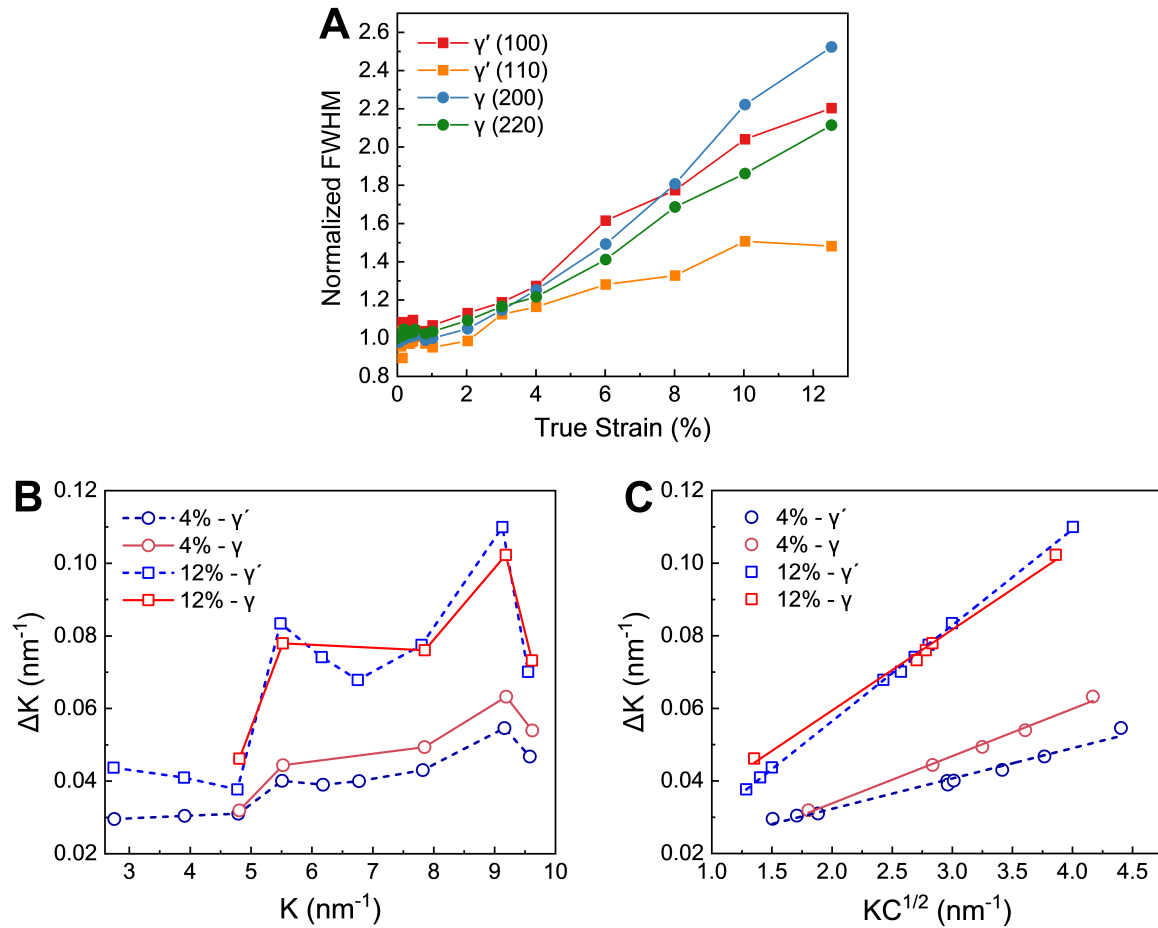 A
2.6
2.4
2.2
2.0
1.8
1.6
1.4
1.2
1.0
0.8
Normalized FWHM
γ′ (100)
γ′ (110)
γ (200)
γ (220)
0 2 4 6 8 10 12
True Strain (%)
B
0.12
0.10
0.08
0.06
0.04
0.02
ΔK (nm⁻¹)
4% - γ´
4% - γ
12% - γ´
12% - γ
3 4 5 6 7 8 9 10
K (nm⁻¹)
C
0.12
0.10
0.08
0.06
0.04
0.02
ΔK (nm⁻¹)
4% - γ´
4% - γ
12% - γ´
12% - γ
1.0 1.5 2.0 2.5 3.0 3.5 4.0 4.5
KC¹ᐟ² (nm⁻¹)